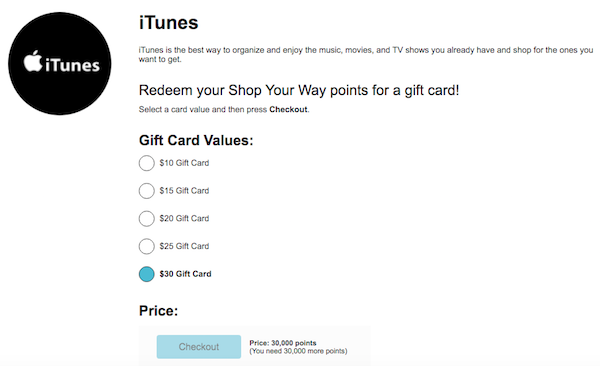 iTunes
iTunes
iTunes is the best way to organize and enjoy the music, movies, and TV shows you already have and shop for the ones you
want to get.
Redeem your Shop Your Way points for a gift card!
Select a card value and then press Checkout.
Gift Card Values:
$10 Gift Card
$15 Gift Card
$20 Gift Card
$25 Gift Card
$30 Gift Card
Price:
Checkout
Price: 30,000 points
(You need 30,000 more points)